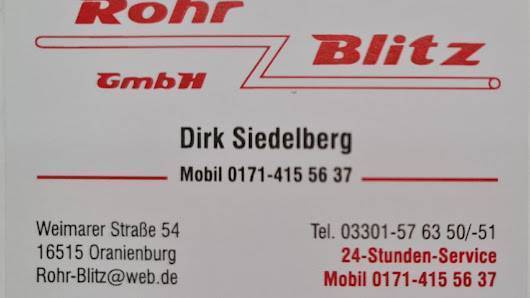 Rohr
Blitz
GmbH
Dirk Siedelberg
Mobil 0171-415 56 37
Weimarer Straße 54
16515 Oranienburg
Rohr-Blitz@web.de
Tel. 03301-57 63 50/-51
24-Stunden-Service
Mobil 0171-415 56 37